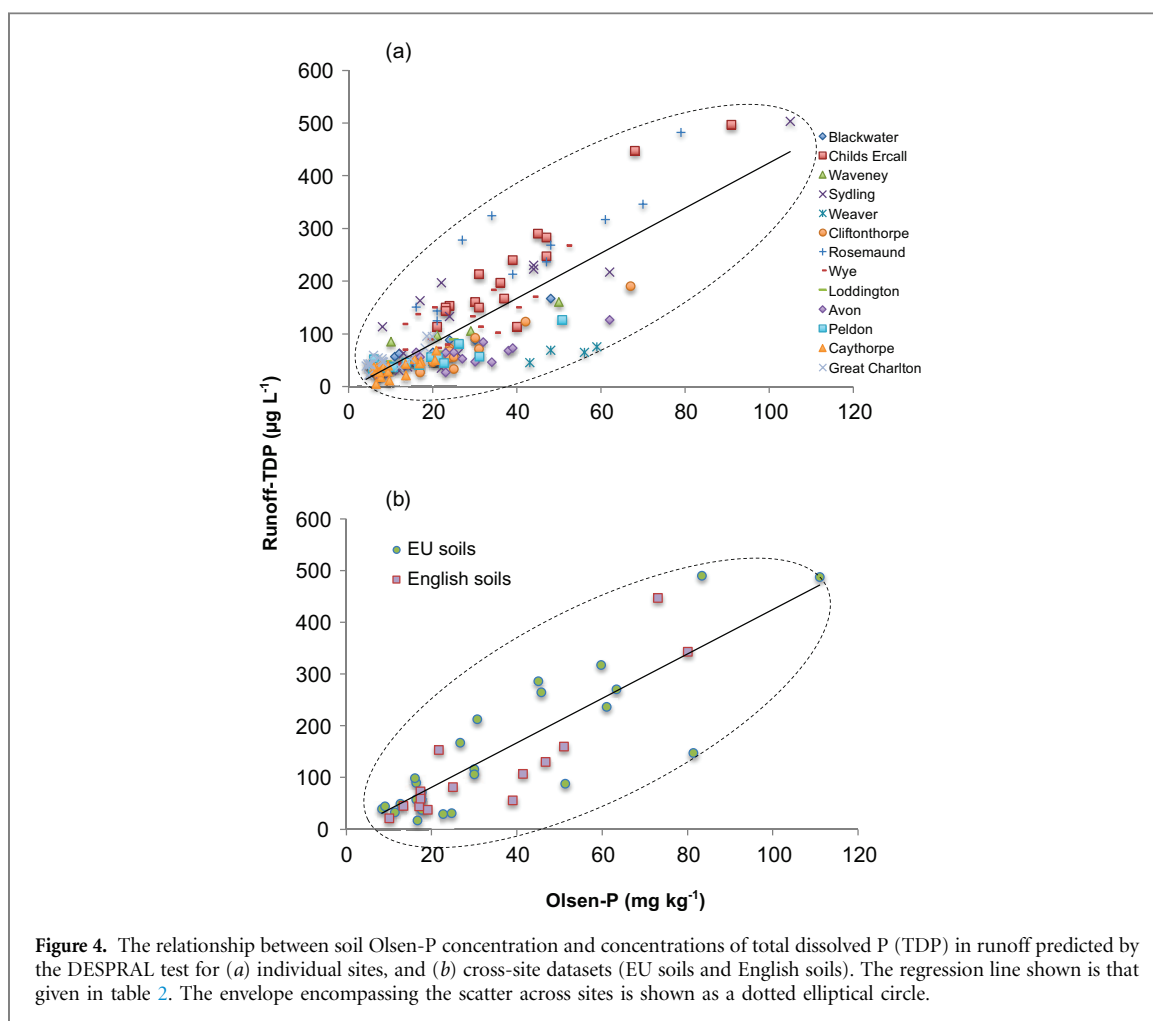 (a)
600
500
400
300
200
100
0
0 20 40 60 80 100 120
Blackwater
Childs Ercall
Waveney
Sydling
Weaver
Cliftonthorpe
Rosemaund
Wye
Loddington
Avon
Peldon
Caythorpe
Great Charlton
Runoff-TDP (µg L-1)
(b)
600
500
400
300
200
100
0
EU soils
English soils
0 20 40 60 80 100 120
Olsen-P (mg kg-1)
Figure 4. The relationship between soil Olsen-P concentration and concentrations of total dissolved P (TDP) in runoff predicted by
the DESPRAL test for (a) individual sites, and (b) cross-site datasets (EU soils and English soils). The regression line shown is that
given in table 2. The envelope encompassing the scatter across sites is shown as a dotted elliptical circle.